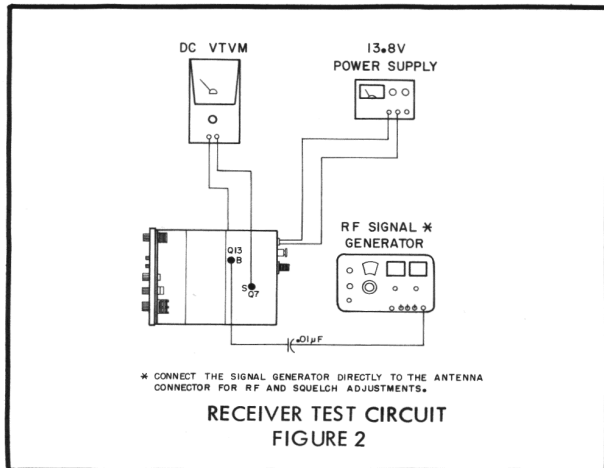 DC VTVM
13.8V
POWER SUPPLY
RF SIGNAL *
GENERATOR
Q13
B
S
Q7
.01µF
* CONNECT THE SIGNAL GENERATOR DIRECTLY TO THE ANTENNA
CONNECTOR FOR RF AND SQUELCH ADJUSTMENTS.
RECEIVER TEST CIRCUIT
FIGURE 2